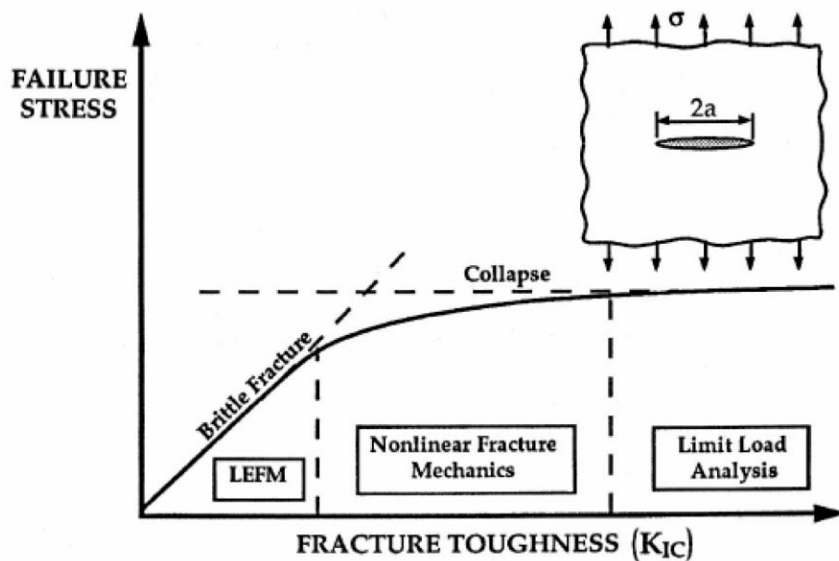 FAILURE
STRESS
σ
2a
Collapse
Brittle Fracture
LEFM
Nonlinear Fracture
Mechanics
Limit Load
Analysis
FRACTURE TOUGHNESS (KIC)